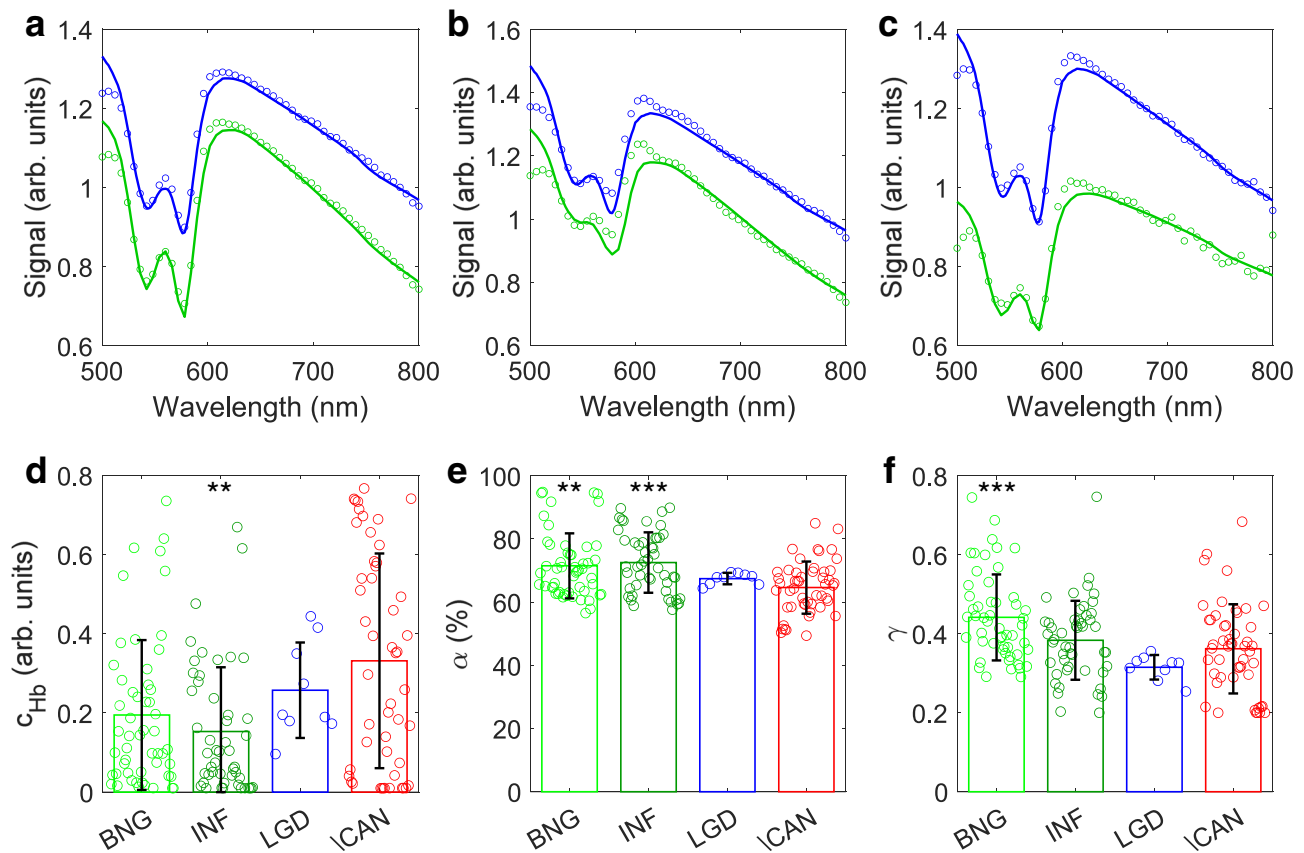 a
b
c
Signal (arb. units)
1.4
1.2
1
0.8
0.6
500 600 700 800
Wavelength (nm)
Signal (arb. units)
1.6
1.4
1.2
1
0.8
0.6
500 600 700 800
Wavelength (nm)
Signal (arb. units)
1.4
1.2
1
0.8
0.6
500 600 700 800
Wavelength (nm)
d
e
f
c_Hb (arb. units)
0.8
0.6
0.4
0.2
0
**
BNG INF LGD \CAN
α (%)
100
80
60
40
20
0
** ***
BNG INF LGD \CAN
γ
0.8
0.6
0.4
0.2
0
***
BNG INF LGD \CAN